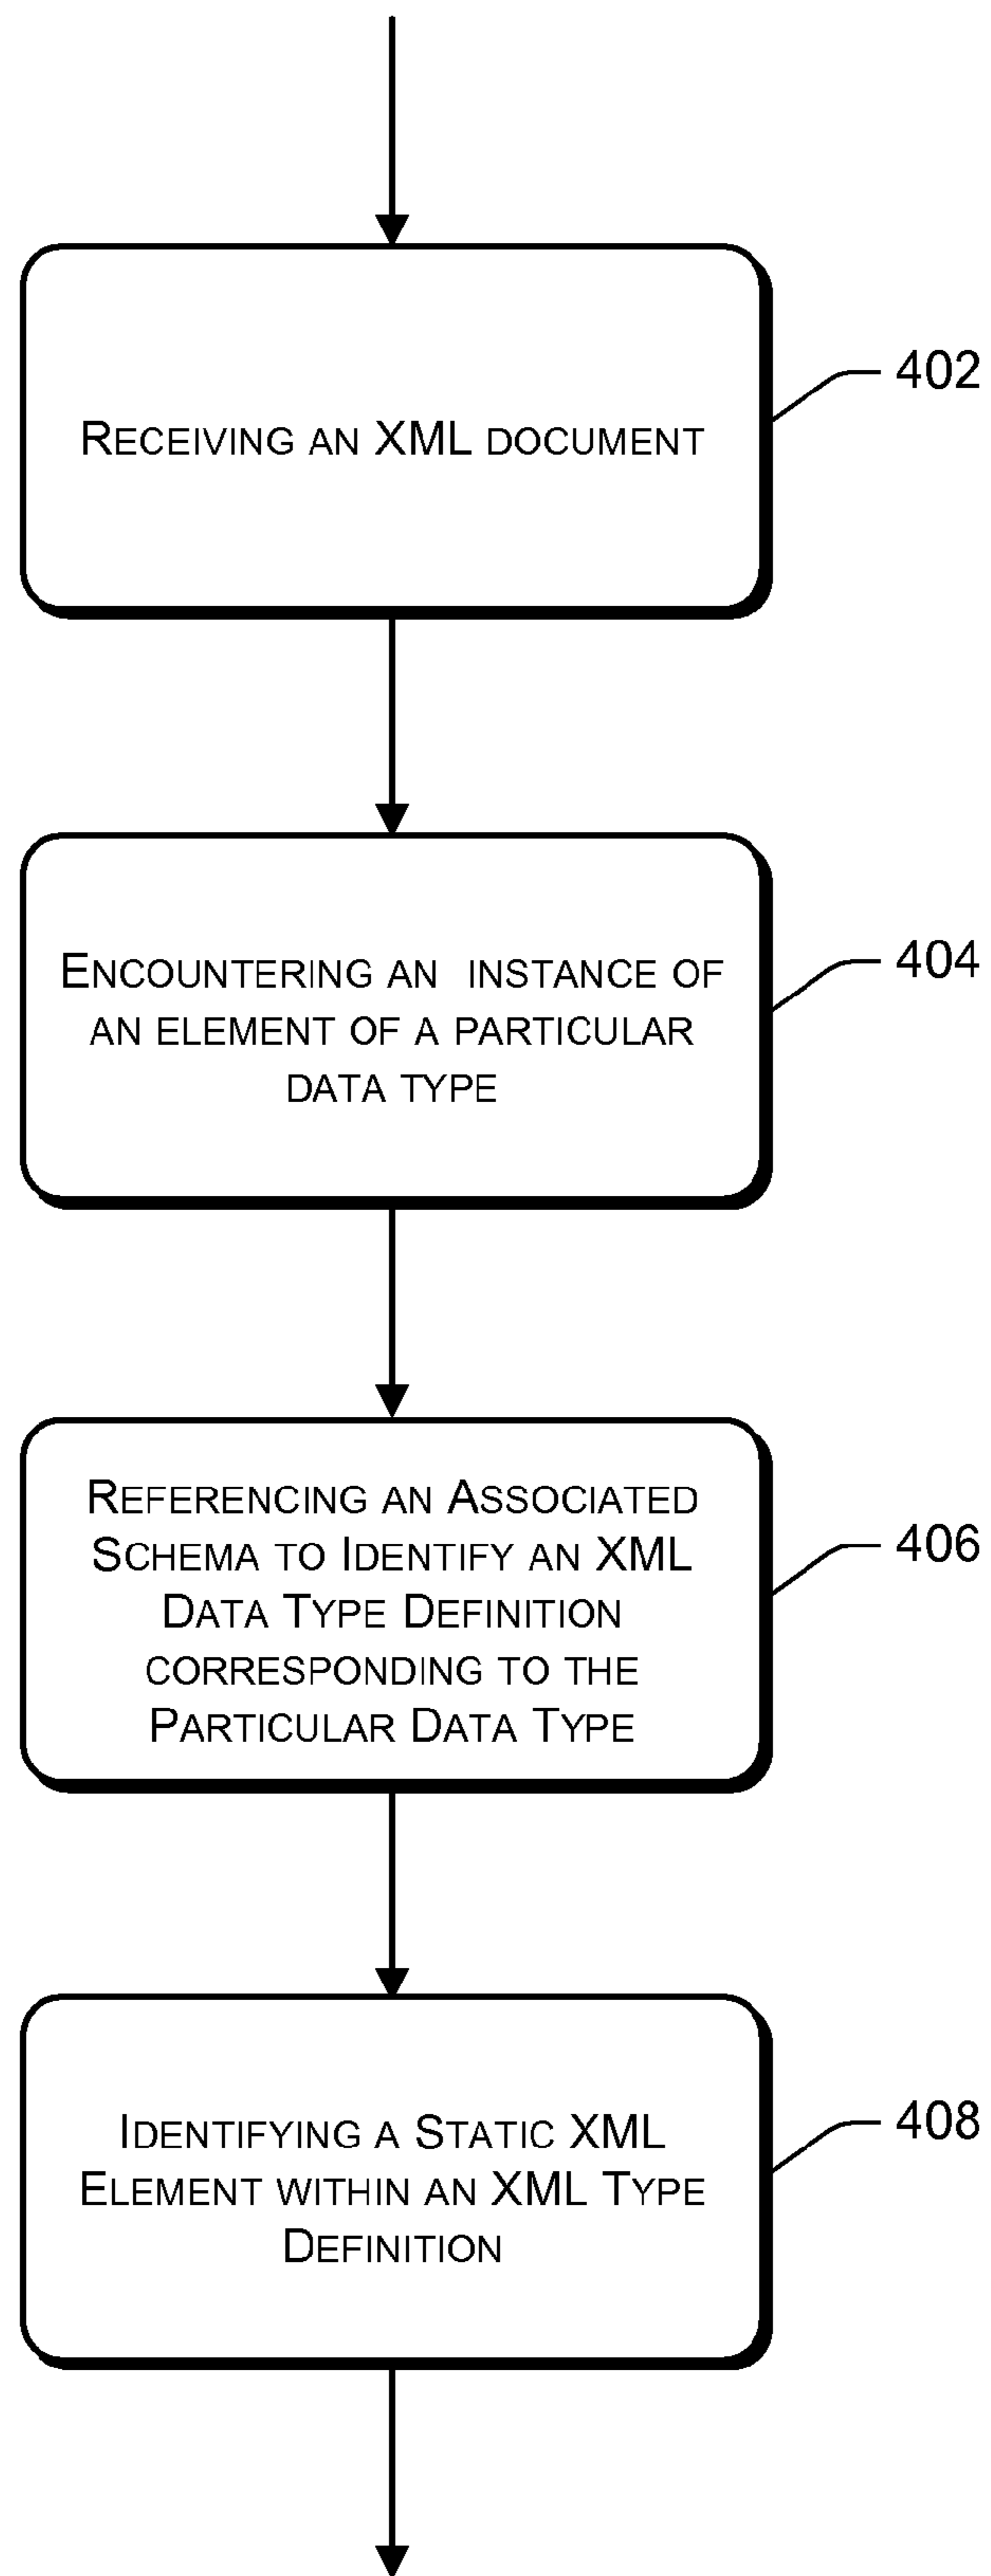 RECEIVING AN XML DOCUMENT
402
ENCOUNTERING AN INSTANCE OF
AN ELEMENT OF A PARTICULAR
DATA TYPE
404
REFERENCING AN ASSOCIATED
SCHEMA TO IDENTIFY AN XML
DATA TYPE DEFINITION
CORRESPONDING TO THE
PARTICULAR DATA TYPE
406
IDENTIFYING A STATIC XML
ELEMENT WITHIN AN XML TYPE
DEFINITION
408